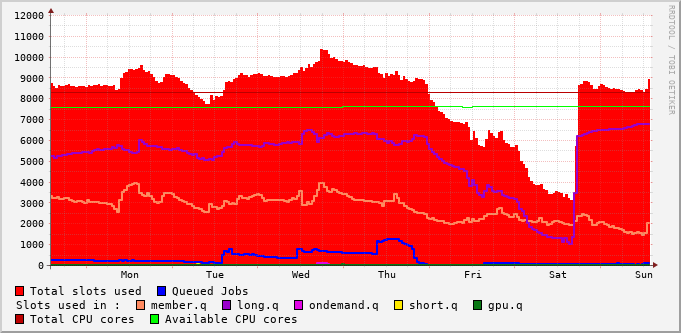 RRDTOOL / TOBI OETIKER
12000
11000
10000
9000
8000
7000
6000
5000
4000
3000
2000
1000
0
Mon Tue Wed Thu Fri Sat Sun
Total slots used Queued Jobs
Slots used in : member.q long.q ondemand.q short.q gpu.q
Total CPU cores Available CPU cores